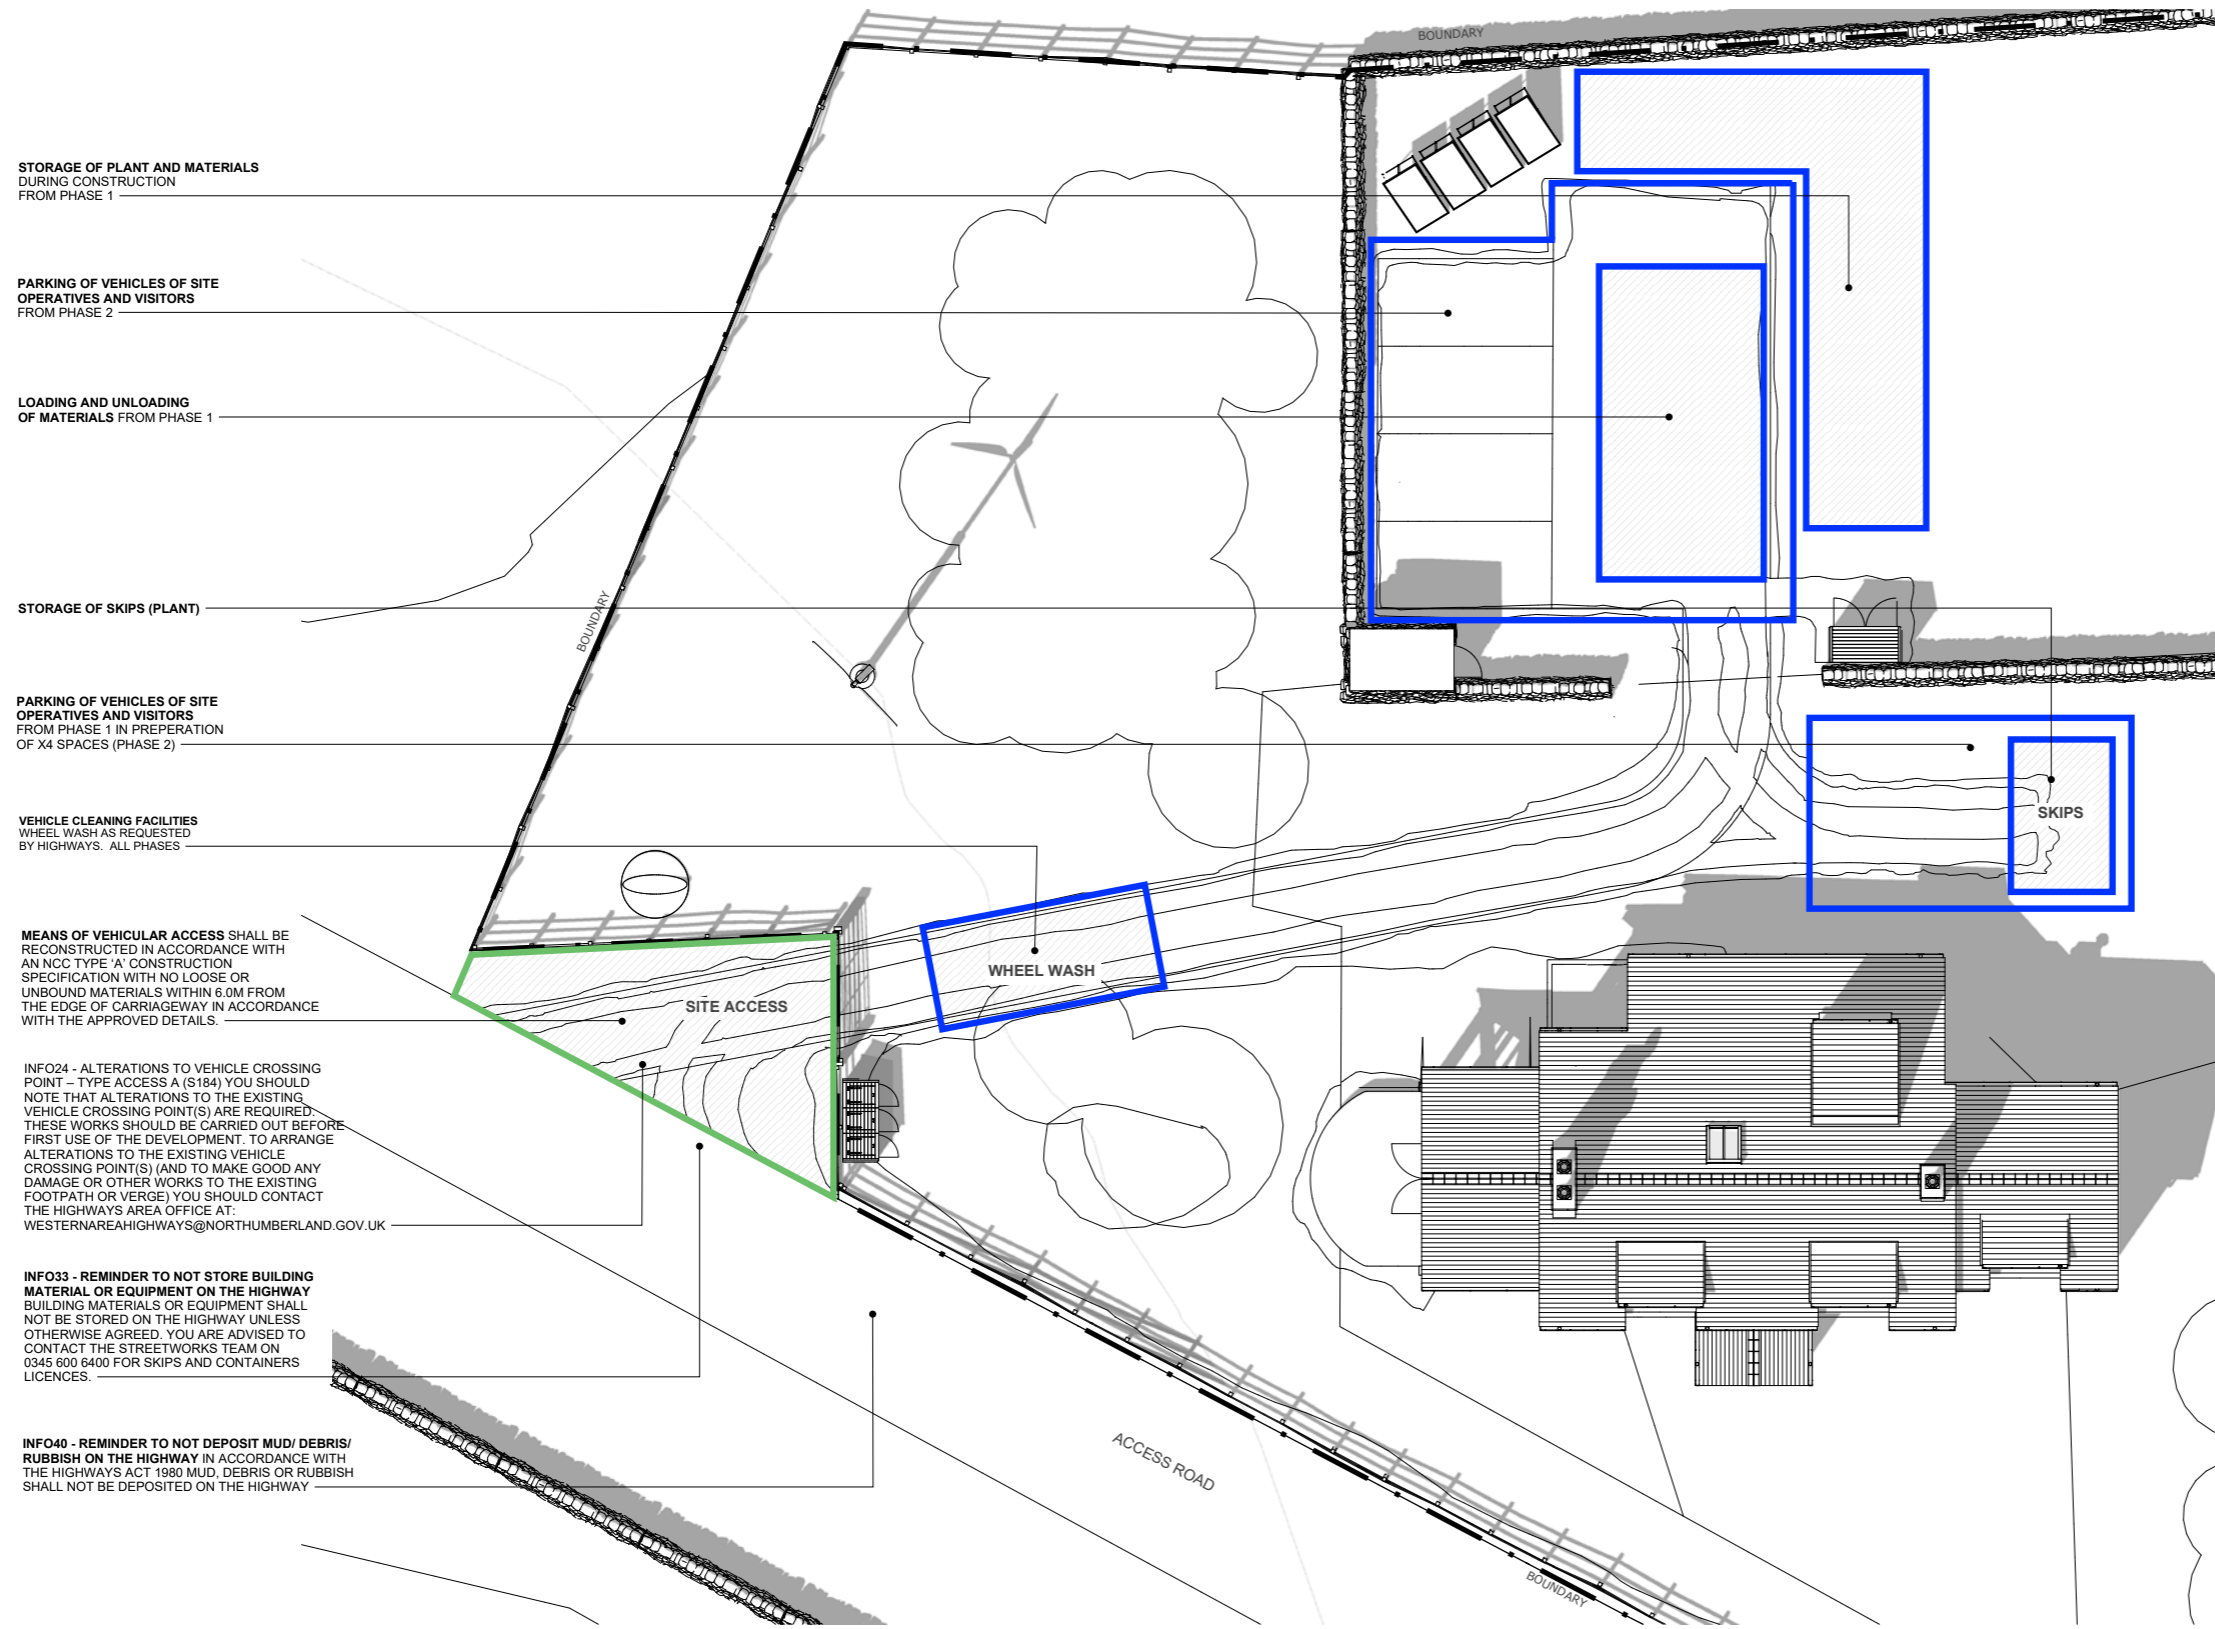 BOUNDARY
STORAGE OF PLANT AND MATERIALS
DURING CONSTRUCTION
FROM PHASE 1
PARKING OF VEHICLES OF SITE
OPERATIVES AND VISITORS
FROM PHASE 2
LOADING AND UNLOADING
OF MATERIALS FROM PHASE 1
STORAGE OF SKIPS (PLANT)
BOUNDARY
PARKING OF VEHICLES OF SITE
OPERATIVES AND VISITORS
FROM PHASE 1 IN PREPERATION
OF X4 SPACES (PHASE 2)
SKIPS
VEHICLE CLEANING FACILITIES
WHEEL WASH AS REQUESTED
BY HIGHWAYS. ALL PHASES
WHEEL WASH
SITE ACCESS
MEANS OF VEHICULAR ACCESS SHALL BE
RECONSTRUCTED IN ACCORDANCE WITH
AN NCC TYPE ‘A’ CONSTRUCTION
SPECIFICATION WITH NO LOOSE OR
UNBOUND MATERIALS WITHIN 6.0M FROM
THE EDGE OF CARRIAGEWAY IN ACCORDANCE
WITH THE APPROVED DETAILS.
INFO24 - ALTERATIONS TO VEHICLE CROSSING
POINT – TYPE ACCESS A (S184) YOU SHOULD
NOTE THAT ALTERATIONS TO THE EXISTING
VEHICLE CROSSING POINT(S) ARE REQUIRED.
THESE WORKS SHOULD BE CARRIED OUT BEFORE
FIRST USE OF THE DEVELOPMENT. TO ARRANGE
ALTERATIONS TO THE EXISTING VEHICLE
CROSSING POINT(S) (AND TO MAKE GOOD ANY
DAMAGE OR OTHER WORKS TO THE EXISTING
FOOTPATH OR VERGE) YOU SHOULD CONTACT
THE HIGHWAYS AREA OFFICE AT:
WESTERNAREAHIGHWAYS@NORTHUMBERLAND.GOV.UK
INFO33 - REMINDER TO NOT STORE BUILDING
MATERIAL OR EQUIPMENT ON THE HIGHWAY
BUILDING MATERIALS OR EQUIPMENT SHALL
NOT BE STORED ON THE HIGHWAY UNLESS
OTHERWISE AGREED. YOU ARE ADVISED TO
CONTACT THE STREETWORKS TEAM ON
0345 600 6400 FOR SKIPS AND CONTAINERS
LICENCES.
INFO40 - REMINDER TO NOT DEPOSIT MUD/ DEBRIS/
RUBBISH ON THE HIGHWAY IN ACCORDANCE WITH
THE HIGHWAYS ACT 1980 MUD, DEBRIS OR RUBBISH
SHALL NOT BE DEPOSITED ON THE HIGHWAY
ACCESS ROAD
BOUNDARY